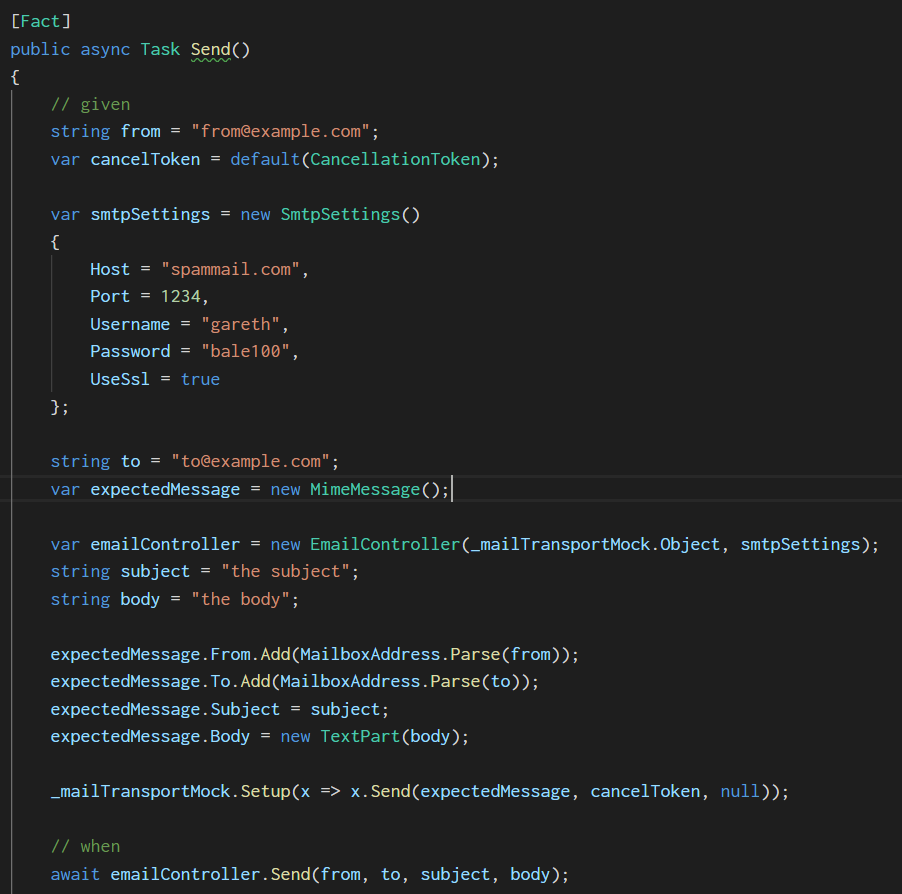 [Fact]
public async Task Send()
{
    // given
    string from = "from@example.com";
    var cancelToken = default(CancellationToken);

    var smtpSettings = new SmtpSettings()
    {
        Host = "spammail.com",
        Port = 1234,
        Username = "gareth",
        Password = "bale100",
        UseSsl = true
    };

    string to = "to@example.com";
    var expectedMessage = new MimeMessage();

    var emailController = new EmailController(_mailTransportMock.Object, smtpSettings);
    string subject = "the subject";
    string body = "the body";

    expectedMessage.From.Add(MailboxAddress.Parse(from));
    expectedMessage.To.Add(MailboxAddress.Parse(to));
    expectedMessage.Subject = subject;
    expectedMessage.Body = new TextPart(body);

    _mailTransportMock.Setup(x => x.Send(expectedMessage, cancelToken, null));

    // when
    await emailController.Send(from, to, subject, body);